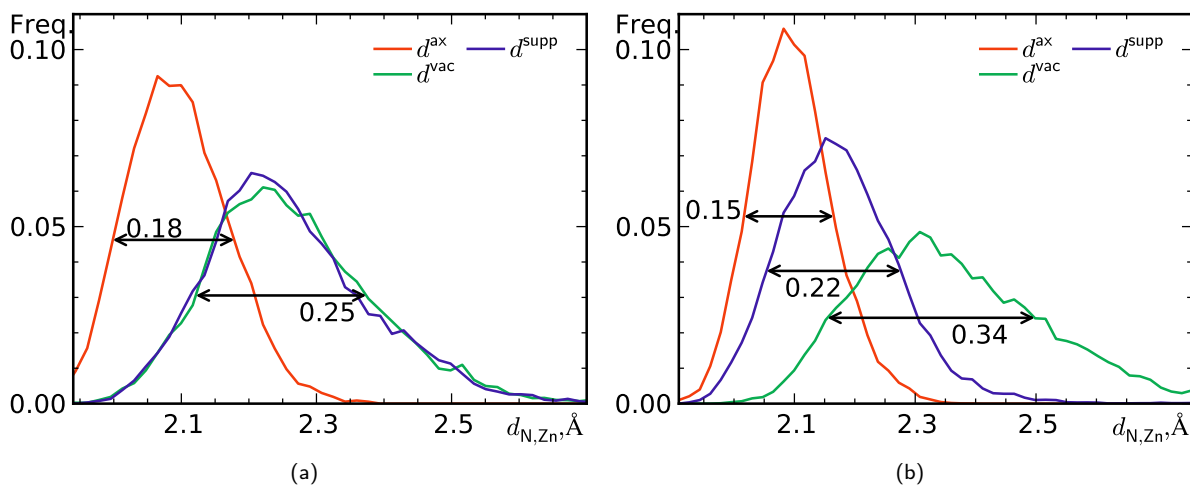 Freq.
0.10
0.05
0.00
d^ax d^supp
d^vac
0.18
0.25
2.1 2.3 2.5 d_N,Zn,Å
(a)
Freq.
0.10
0.05
0.00
d^ax d^supp
d^vac
0.15
0.22
0.34
2.1 2.3 2.5 d_N,Zn,Å
(b)